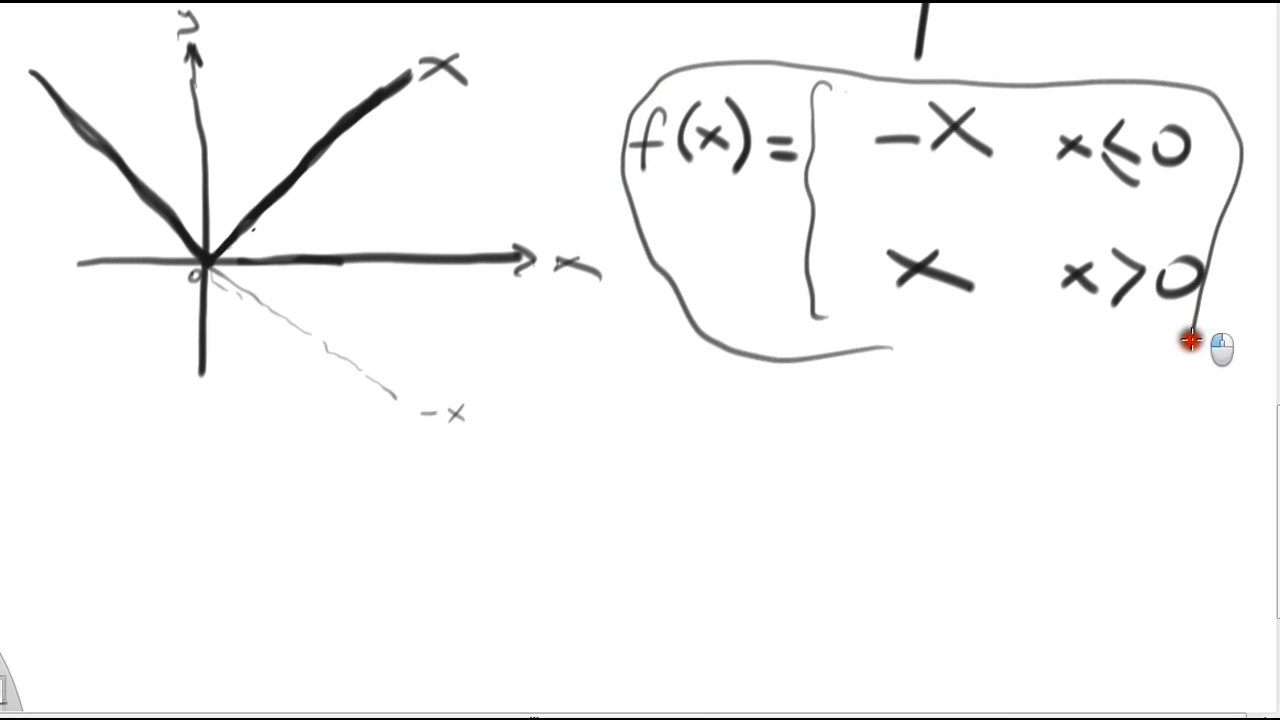 y
x
f(x) = { -x x≤0
x x>0
0
x
-x